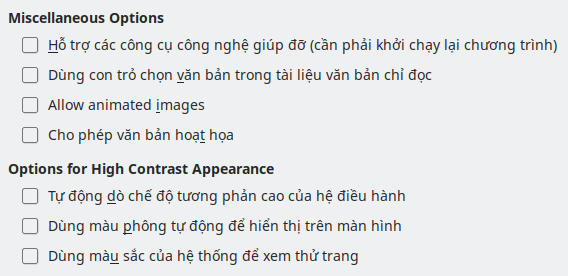 Miscellaneous Options
Hỗ trợ các công cụ công nghệ giúp đỡ (cần phải khởi chạy lại chương trình)
Dùng con trỏ chọn văn bản trong tài liệu văn bản chỉ đọc
Allow animated images
Cho phép văn bản hoạt họa
Options for High Contrast Appearance
Tự động dò chế độ tương phản cao của hệ điều hành
Dùng màu phông tự động để hiển thị trên màn hình
Dùng màu sắc của hệ thống để xem thử trang